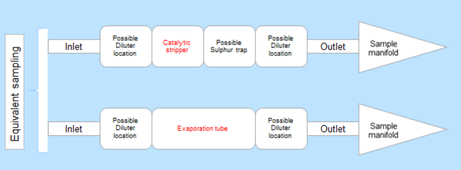 Equivalent sampling
Inlet
Possible
Diluter
location
Catalytic
stripper
Possible
Sulphur trap
Possible
Diluter
location
Outlet
Sample
manifold
Inlet
Possible
Diluter
location
Evaporation tube
Possible
Diluter
location
Outlet
Sample
manifold